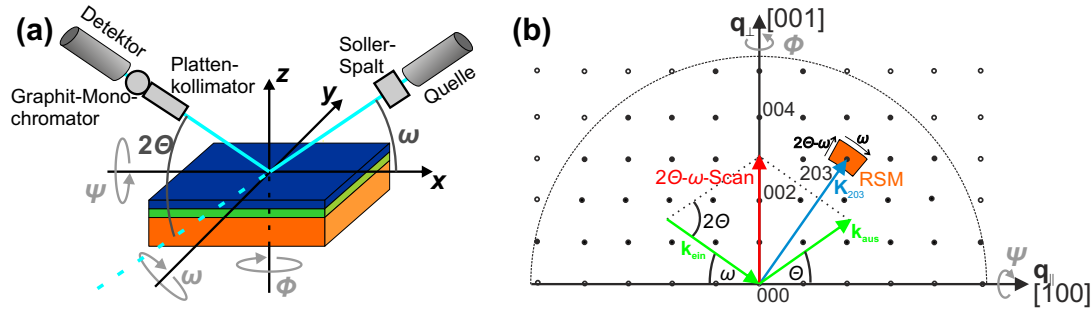 (a)
Detektor
Platten-
kollimator
Graphit-Mono-
chromator
Soller-
Spalt
Quelle
z
y
x
ω
2Θ
Ψ
ω
Φ
(b)
q⊥ [001]
Φ
004
2Θ-ω
ω
203
RSM
K203
2Θ-ω-Scan
002
2Θ
kein
kaus
ω
Θ
000
Ψ
q||
[100]